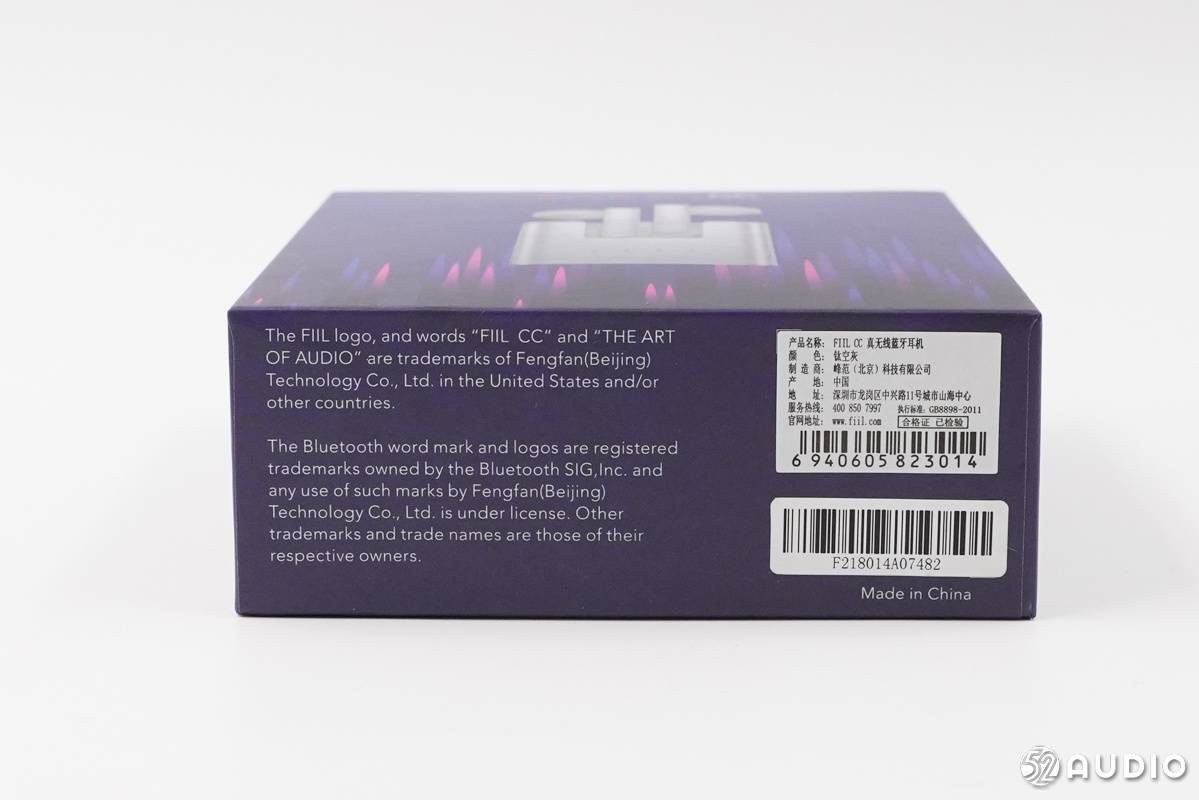 The FIIL logo, and words “FIIL CC” and “THE ART
OF AUDIO” are trademarks of Fengfan(Beijing)
Technology Co., Ltd. in the United States and/or
other countries.
The Bluetooth word mark and logos are registered
trademarks owned by the Bluetooth SIG,Inc. and
any use of such marks by Fengfan(Beijing)
Technology Co., Ltd. is under license. Other
trademarks and trade names are those of their
respective owners.
产品名称: FIIL CC 真无线蓝牙耳机
颜 色: 钛空灰
制 造 商: 峰范(北京)科技有限公司
产 地: 中国
地 址: 深圳市龙岗区中兴路11号城市山海中心
服务热线: 400 850 7997 执行标准: GB8898-2011
官网地址: www.fiil.com 合格证 已检验
6 940605 823014
F218014A07482
Made in China
52 AUDIO